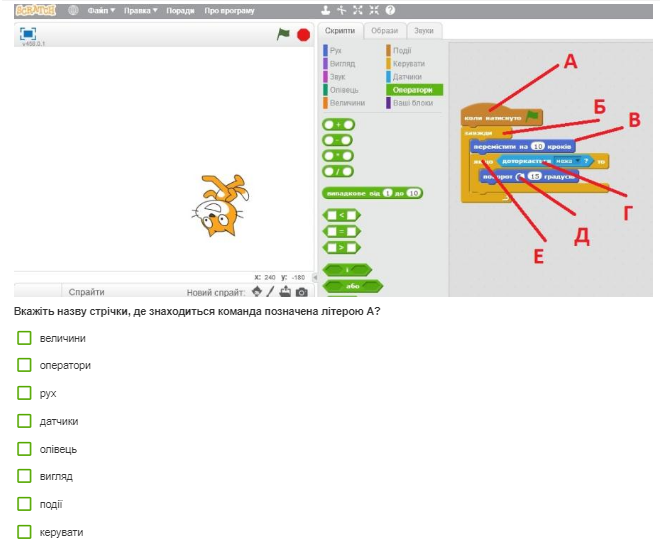 SCRATCH Файл Правка Поради Про програму
v456.0.1
Скрипти Образи Звуки
Рух Події
Вигляд Керувати
Звук Датчики
Олівець Оператори
Величини Ваші блоки
+
-
*
/
випадкове від 1 до 10
<
=
>
і
або
коли натиснуто
завжди
перемістити на 10 кроків
якщо доторкається межа ? то
поворот 15 градусів
А
Б
В
Г
Д
Е
x: 240 y: -180
Спрайти Новий спрайт:
Вкажіть назву стрічки, де знаходиться команда позначена літерою А?
величини
оператори
рух
датчики
олівець
вигляд
події
керувати